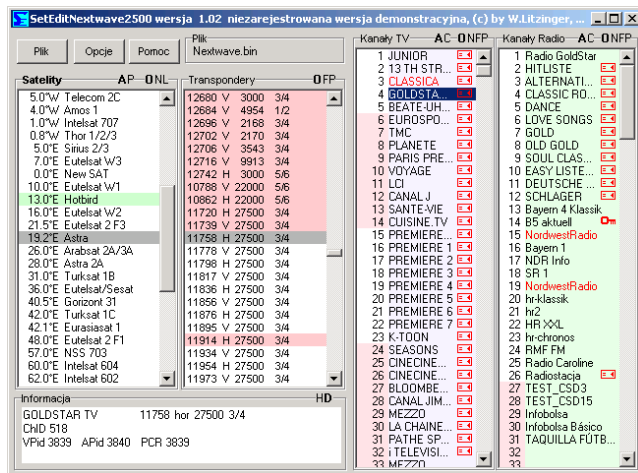 SetEditNextwave2500 wersja 1.02 niezarejestrowana wersja demonstracyjna, (c) by W.Litzinger, ...
Plik
Opcje
Pomoc
Plik
Nextwave.bin
Satelity AP ONL
5.0°W Telecom 2C
4.0°W Amos 1
1.0°W Intelsat 707
0.8°W Thor 1/2/3
5.0°E Sirius 2/3
7.0°E Eutelsat W3
0.0°E New SAT
10.0°E Eutelsat W1
13.0°E Hotbird
16.0°E Eutelsat W2
21.5°E Eutelsat 2 F3
19.2°E Astra
26.0°E Arabsat 2A/3A
28.0°E Astra 2A
31.0°E Turksat 1B
36.0°E Eutelsat/Sesat
40.5°E Gorizont 31
42.0°E Turksat 1C
42.1°E Eurasiasat 1
48.0°E Eutelsat 2 F1
57.0°E NSS 703
60.0°E Intelsat 604
62.0°E Intelsat 602
Transpondery OFP
12680 V 3000 3/4
12684 V 4954 1/2
12696 V 2168 3/4
12702 V 2170 3/4
12706 V 3543 3/4
12716 V 9913 3/4
12742 H 3000 5/6
10788 V 22000 5/6
10862 H 22000 5/6
11720 H 27500 3/4
11739 V 27500 3/4
11758 H 27500 3/4
11778 V 27500 3/4
11798 H 27500 3/4
11817 V 27500 3/4
11836 H 27500 3/4
11856 V 27500 3/4
11876 H 27500 3/4
11895 V 27500 3/4
11914 H 27500 3/4
11934 V 27500 3/4
11954 H 27500 3/4
11973 V 27500 3/4
Informacja HD
GOLDSTAR TV 11758 hor 27500 3/4
ChID 518
VPid 3839 APid 3840 PCR 3839
Kanały TV AC ONFP
1 JUNIOR
2 13 TH STR...
3 CLASSICA
4 GOLDSTA...
5 BEATE-UH...
6 EUROSPO...
7 TMC
8 PLANETE
9 PARIS PRE...
10 VOYAGE
11 LCI
12 CANAL J
13 SANTE-VIE
14 CUISINE.TV
15 PREMIERE...
16 PREMIERE 1
17 PREMIERE 2
18 PREMIERE 3
19 PREMIERE 4
20 PREMIERE 5
21 PREMIERE 6
22 PREMIERE 7
23 K-TOON
24 SEASONS
25 CINECINE...
26 CINECINE...
27 BLOOMBE...
28 CANAL JIM...
29 MEZZO
30 LA CHAINE...
31 PATHE SP...
32 i TELEVISI...
33 MEZZO
Kanały Radio AC ONFP
1 Radio GoldStar
2 HITLISTE
3 ALTERNATI...
4 CLASSIC RO...
5 DANCE
6 LOVE SONGS
7 GOLD
8 OLD GOLD
9 SOUL CLAS...
10 EASY LISTE...
11 DEUTSCHE ...
12 SCHLAGER
13 Bayern 4 Klassik
14 B5 aktuell
15 NordwestRadio
16 Bayern 1
17 NDR Info
18 SR 1
19 NordwestRadio
20 hr-klassik
21 hr2
22 HR XXL
23 hr-chronos
24 RMF FM
25 Radio Caroline
26 Radiostacja
27 TEST_CSD3
28 TEST_CSD15
29 Infobolsa
30 Infobolsa Básico
31 TAQUILLA FÚTB...
32
33